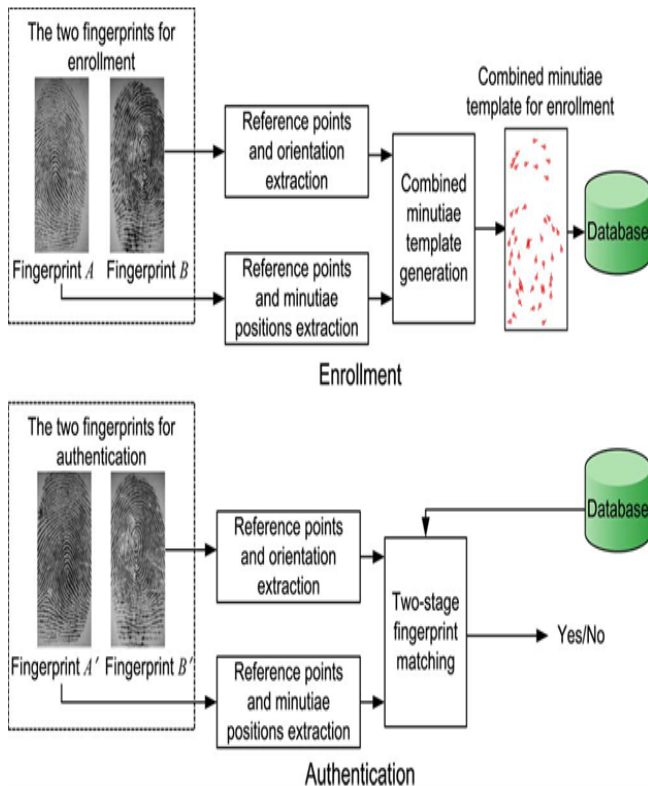 The two fingerprints for
enrollment
Fingerprint A
Fingerprint B
Reference points
and orientation
extraction
Reference points
and minutiae
positions extraction
Combined
minutiae
template
generation
Combined minutiae
template for enrollment
Database
Enrollment
The two fingerprints for
authentication
Fingerprint A'
Fingerprint B'
Reference points
and orientation
extraction
Reference points
and minutiae
positions extraction
Two-stage
fingerprint
matching
Database
Yes/No
Authentication